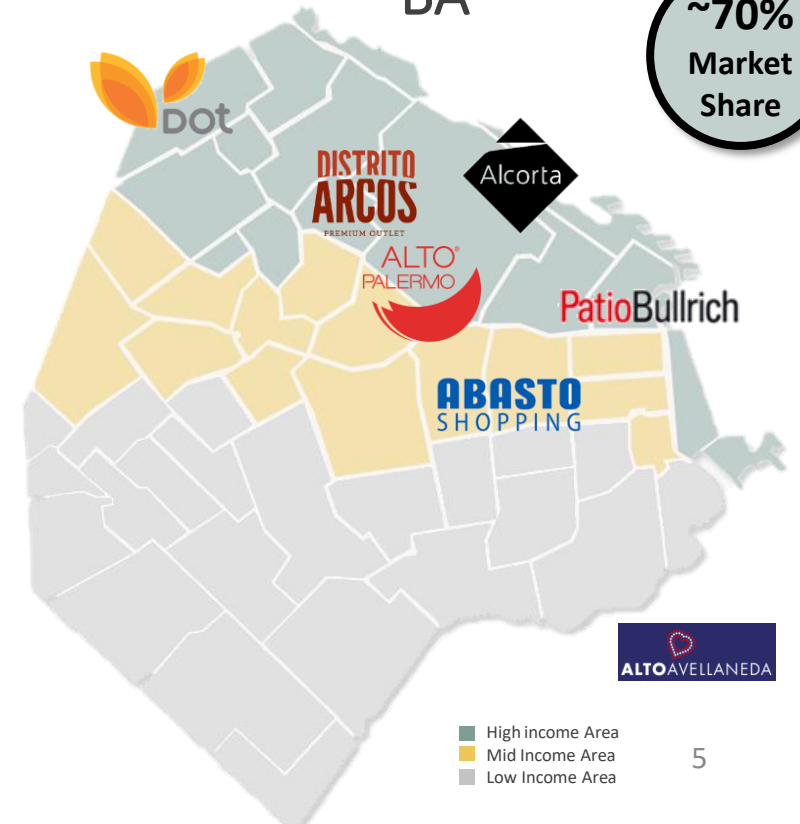 BA
~70%
Market
Share
DOT
DISTRITO
ARCOS
PREMIUM OUTLET
Alcorta
ALTO®
PALERMO
PatioBullrich
ABASTO
SHOPPING
ALTOAVELLANEDA
High income Area
Mid Income Area
Low Income Area
5